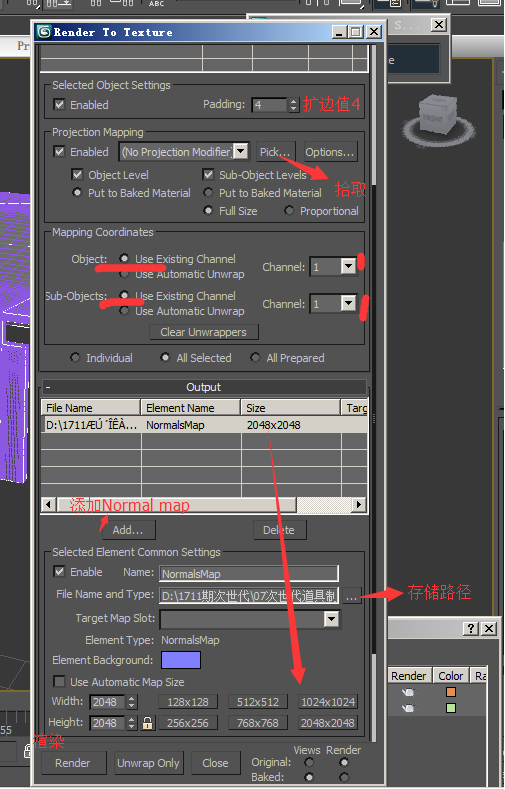 ABC
Pr
S...
Render To Texture
e
Selected Object Settings
Enabled
Padding: 4
扩边值4
Projection Mapping
Enabled
(No Projection Modifier)
Pick...
Options...
Object Level
Sub-Object Levels
拾取
Put to Baked Material
Put to Baked Material
Full Size
Proportional
Mapping Coordinates
Object:
Use Existing Channel
Use Automatic Unwrap
Channel: 1
Sub-Objects:
Use Existing Channel
Use Automatic Unwrap
Channel: 1
Clear Unwrappers
Individual
All Selected
All Prepared
- Output
File Name Element Name Size Targ
D:\1711ÆÚ´ÎÊÀ... NormalsMap 2048x2048
添加Normal map
Add...
Delete
Selected Element Common Settings
Enable
Name: NormalsMap
File Name and Type: D:\1711期次世代\07次世代道具制 ...
存储路径
Target Map Slot:
Element Type: NormalsMap
Element Background:
Use Automatic Map Size
Width: 2048
128x128
512x512
1024x1024
Height: 2048
256x256
768x768
2048x2048
渲染
Render
Unwrap Only
Close
Views Render
Original:
Baked:
?
Render Color Ra
55